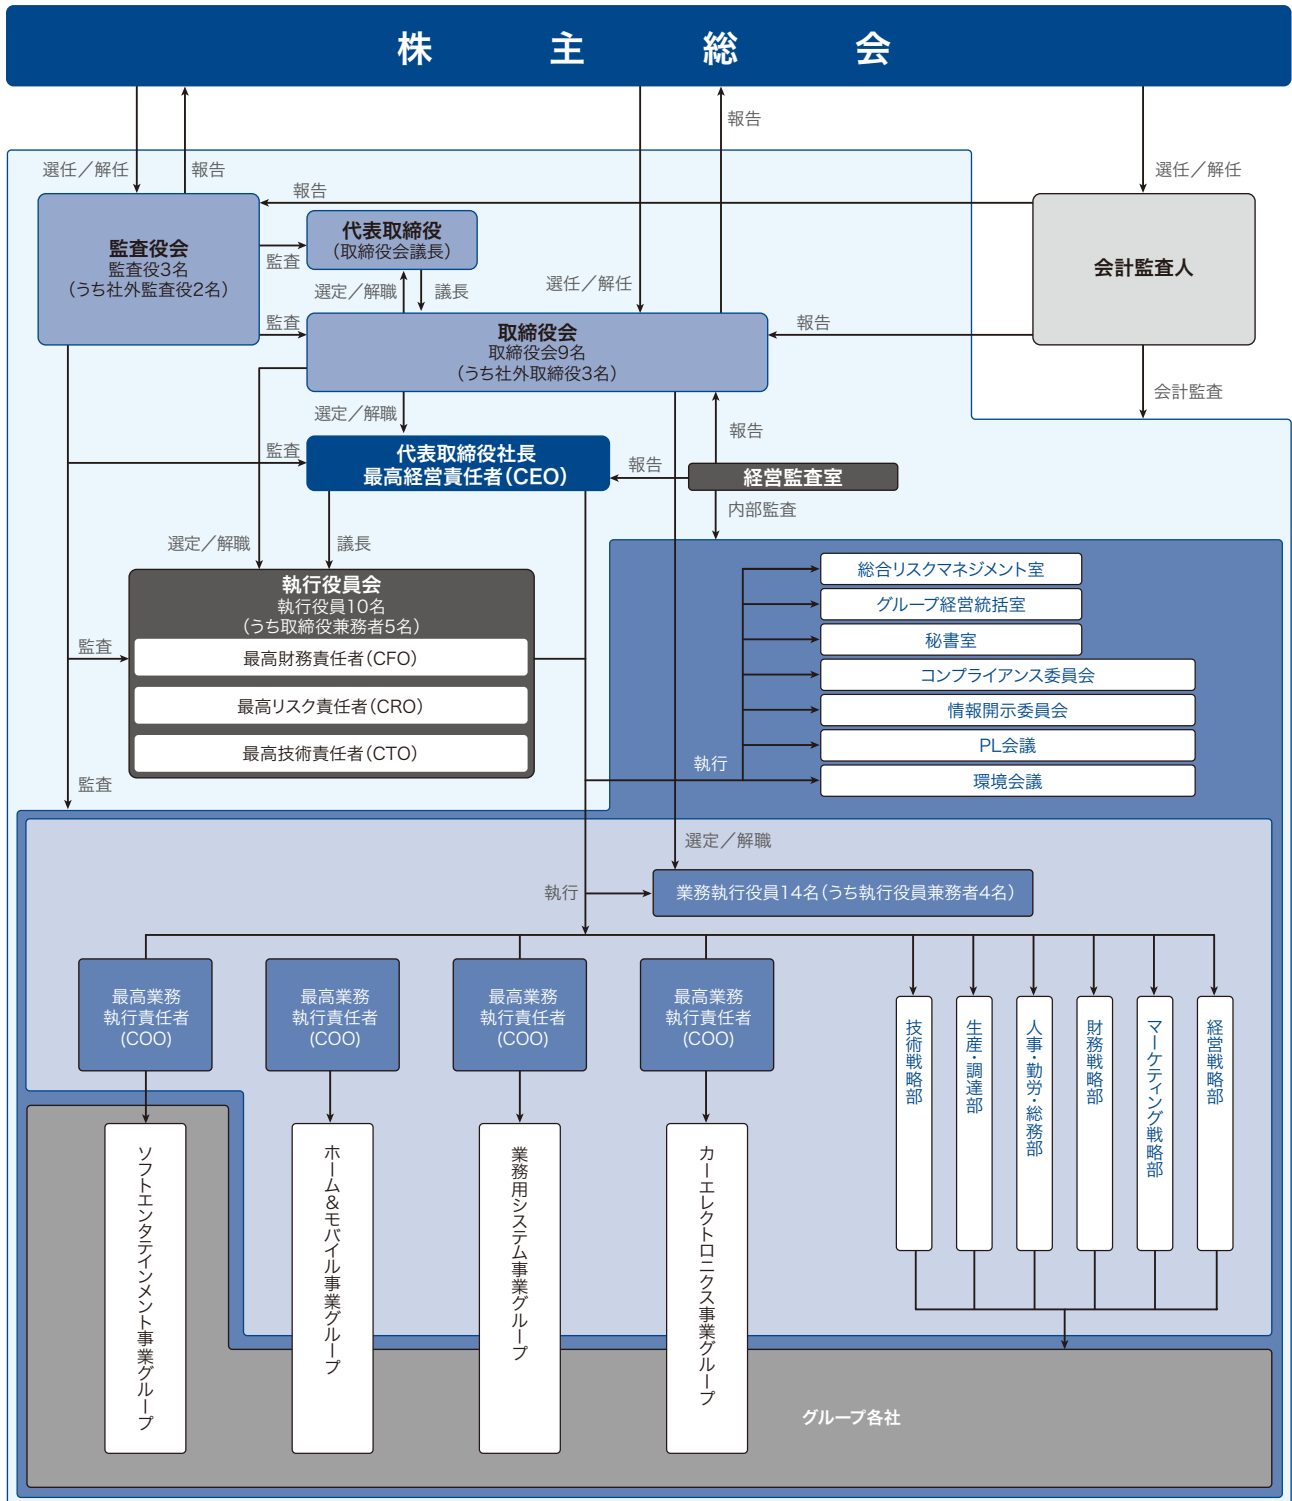 株主総会
選任／解任
報告
報告
選任／解任
報告
選任／解任
監査役会
監査役3名
（うち社外監査役2名）
監査
代表取締役
（取締役会議長）
選定／解職
議長
会計監査人
監査
取締役会
取締役会9名
（うち社外取締役3名）
報告
会計監査
選定／解職
報告
監査
代表取締役社長
最高経営責任者（CEO）
報告
経営監査室
内部監査
選定／解職
議長
執行役員会
執行役員10名
（うち取締役兼務者5名）
監査
最高財務責任者（CFO）
最高リスク責任者（CRO）
最高技術責任者（CTO）
監査
総合リスクマネジメント室
グループ経営統括室
秘書室
コンプライアンス委員会
情報開示委員会
PL会議
執行
環境会議
選定／解職
執行
業務執行役員14名（うち執行役員兼務者4名）
最高業務
執行責任者
(COO)
最高業務
執行責任者
(COO)
最高業務
執行責任者
(COO)
最高業務
執行責任者
(COO)
技術戦略部
生産・調達部
人事・勤労・総務部
財務戦略部
マーケティング戦略部
経営戦略部
ソフトエンタテインメント事業グループ
ホーム＆モバイル事業グループ
業務用システム事業グループ
カーエレクトロニクス事業グループ
グループ各社